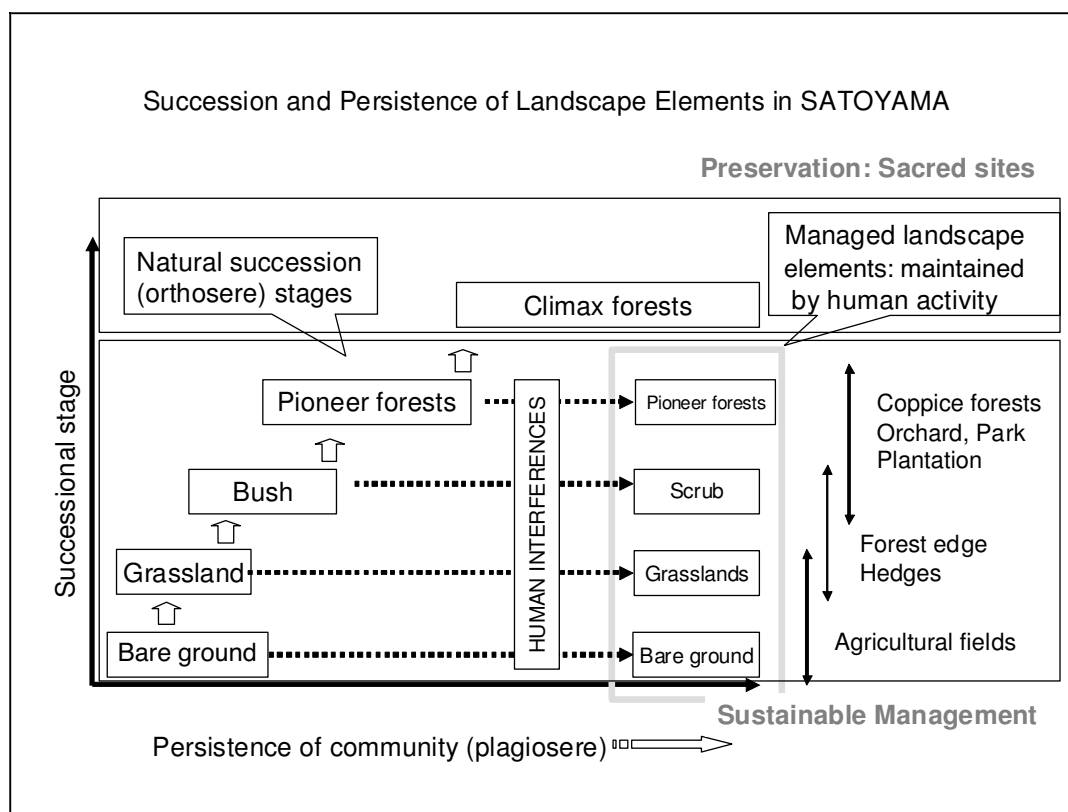 Succession and Persistence of Landscape Elements in SATOYAMA
Preservation: Sacred sites
Natural succession
(orthosere) stages
Managed landscape
elements: maintained
by human activity
Climax forests
Successional stage
Pioneer forests
HUMAN INTERFERENCES
Pioneer forests
Coppice forests
Orchard, Park
Plantation
Bush
Scrub
Forest edge
Hedges
Grassland
Grasslands
Bare ground
Bare ground
Agricultural fields
Sustainable Management
Persistence of community (plagiosere)